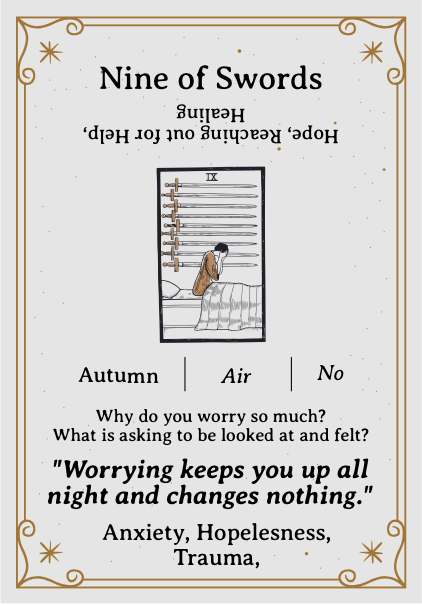 Nine of Swords
Hope, Reaching out for Help,
Healing
IX
Autumn
Air
No
Why do you worry so much?
What is asking to be looked at and felt?
"Worrying keeps you up all
night and changes nothing."
Anxiety, Hopelesness,
Trauma,